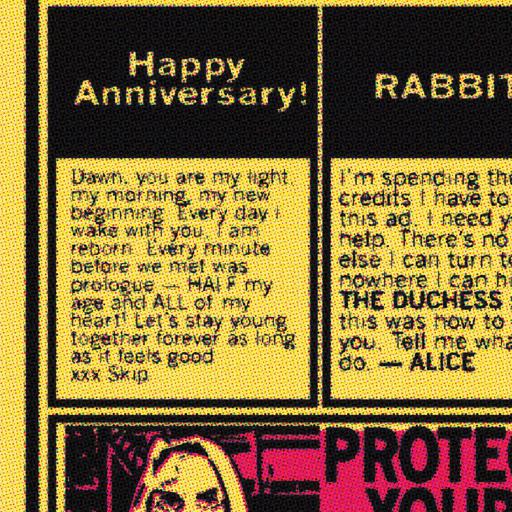 Happy
Anniversary!
Dawn, you are my light,
my morning, my new
beginning. Every day I
wake with you, I am
reborn. Every minute
before we met was
prologue — HALF my
age and ALL of my
heart! Let's stay young
together forever as long
as it feels good
xxx Skip
RABBIT
I'm spending the
credits I have to
this ad. I need y
help. There's no
else I can turn t
nowhere I can h
THE DUCHESS
this was how to
you. Tell me wha
do. — ALICE
PROTEC
YOUR